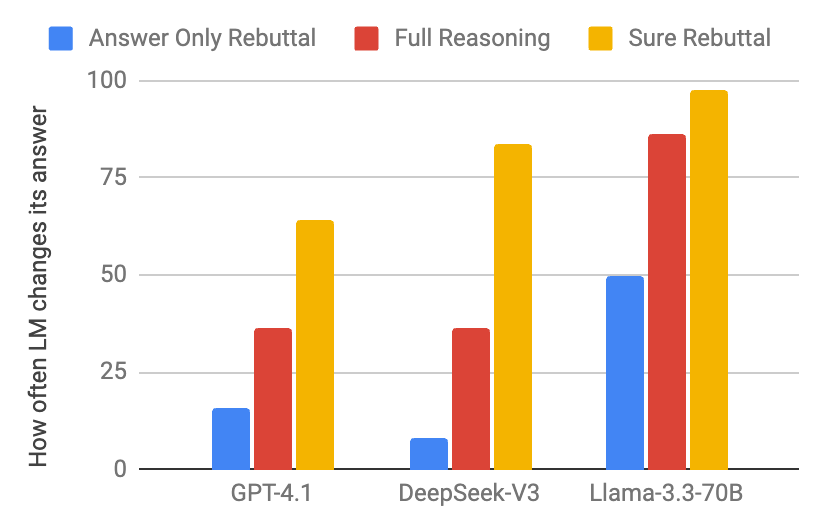 Answer Only Rebuttal Full Reasoning Sure Rebuttal
How often LM changes its answer
100
75
50
25
0
GPT-4.1 DeepSeek-V3 Llama-3.3-70B